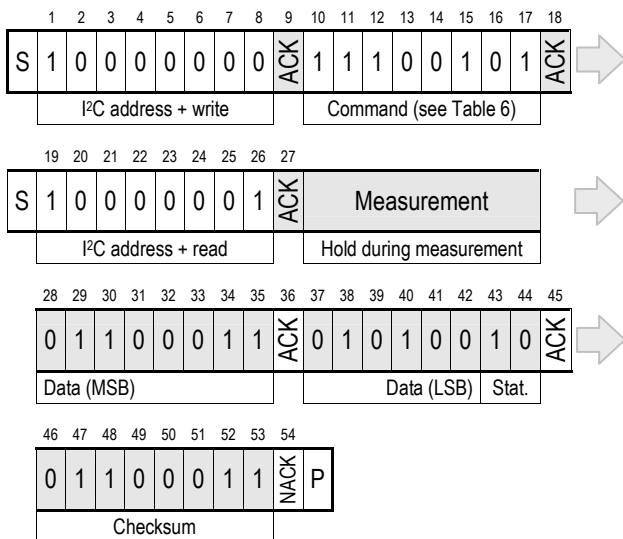 1 2 3 4 5 6 7 8 9 10 11 12 13 14 15 16 17 18
S 1 0 0 0 0 0 0 0 ACK 1 1 1 0 0 1 0 1 ACK
I²C address + write Command (see Table 6)
19 20 21 22 23 24 25 26 27
S 1 0 0 0 0 0 0 1 ACK Measurement
I²C address + read Hold during measurement
28 29 30 31 32 33 34 35 36 37 38 39 40 41 42 43 44 45
0 1 1 0 0 0 1 1 ACK 0 1 0 1 0 0 1 0 ACK
Data (MSB) Data (LSB) Stat.
46 47 48 49 50 51 52 53 54
0 1 1 0 0 0 1 1 NACK P
Checksum